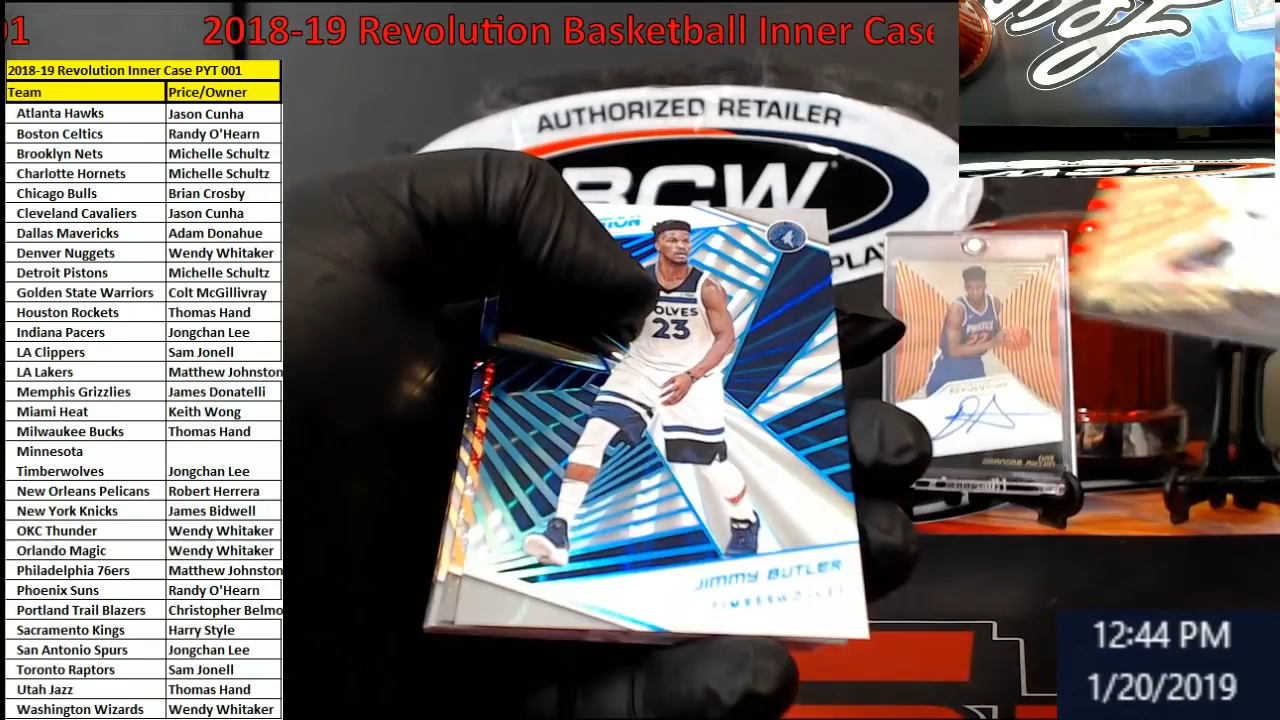 01 2018-19 Revolution Basketball Inner Case
2018-19 Revolution Inner Case PYT 001
Team Price/Owner
Atlanta Hawks Jason Cunha
Boston Celtics Randy O'Hearn
Brooklyn Nets Michelle Schultz
Charlotte Hornets Michelle Schultz
Chicago Bulls Brian Crosby
Cleveland Cavaliers Jason Cunha
Dallas Mavericks Adam Donahue
Denver Nuggets Wendy Whitaker
Detroit Pistons Michelle Schultz
Golden State Warriors Colt McGillivray
Houston Rockets Thomas Hand
Indiana Pacers Jongchan Lee
LA Clippers Sam Jonell
LA Lakers Matthew Johnston
Memphis Grizzlies James Donatelli
Miami Heat Keith Wong
Milwaukee Bucks Thomas Hand
Minnesota
Timberwolves Jongchan Lee
New Orleans Pelicans Robert Herrera
New York Knicks James Bidwell
OKC Thunder Wendy Whitaker
Orlando Magic Wendy Whitaker
Philadelphia 76ers Matthew Johnston
Phoenix Suns Randy O'Hearn
Portland Trail Blazers Christopher Belmo
Sacramento Kings Harry Style
San Antonio Spurs Jongchan Lee
Toronto Raptors Sam Jonell
Utah Jazz Thomas Hand
Washington Wizards Wendy Whitaker
AUTHORIZED RETAILER
BCW
PLAY
OLVES
23
JIMMY BUTLER
TIMBERWOLVES
PHOENIX
22
DEANDRE AYTON
BCW
12:44 PM
1/20/2019